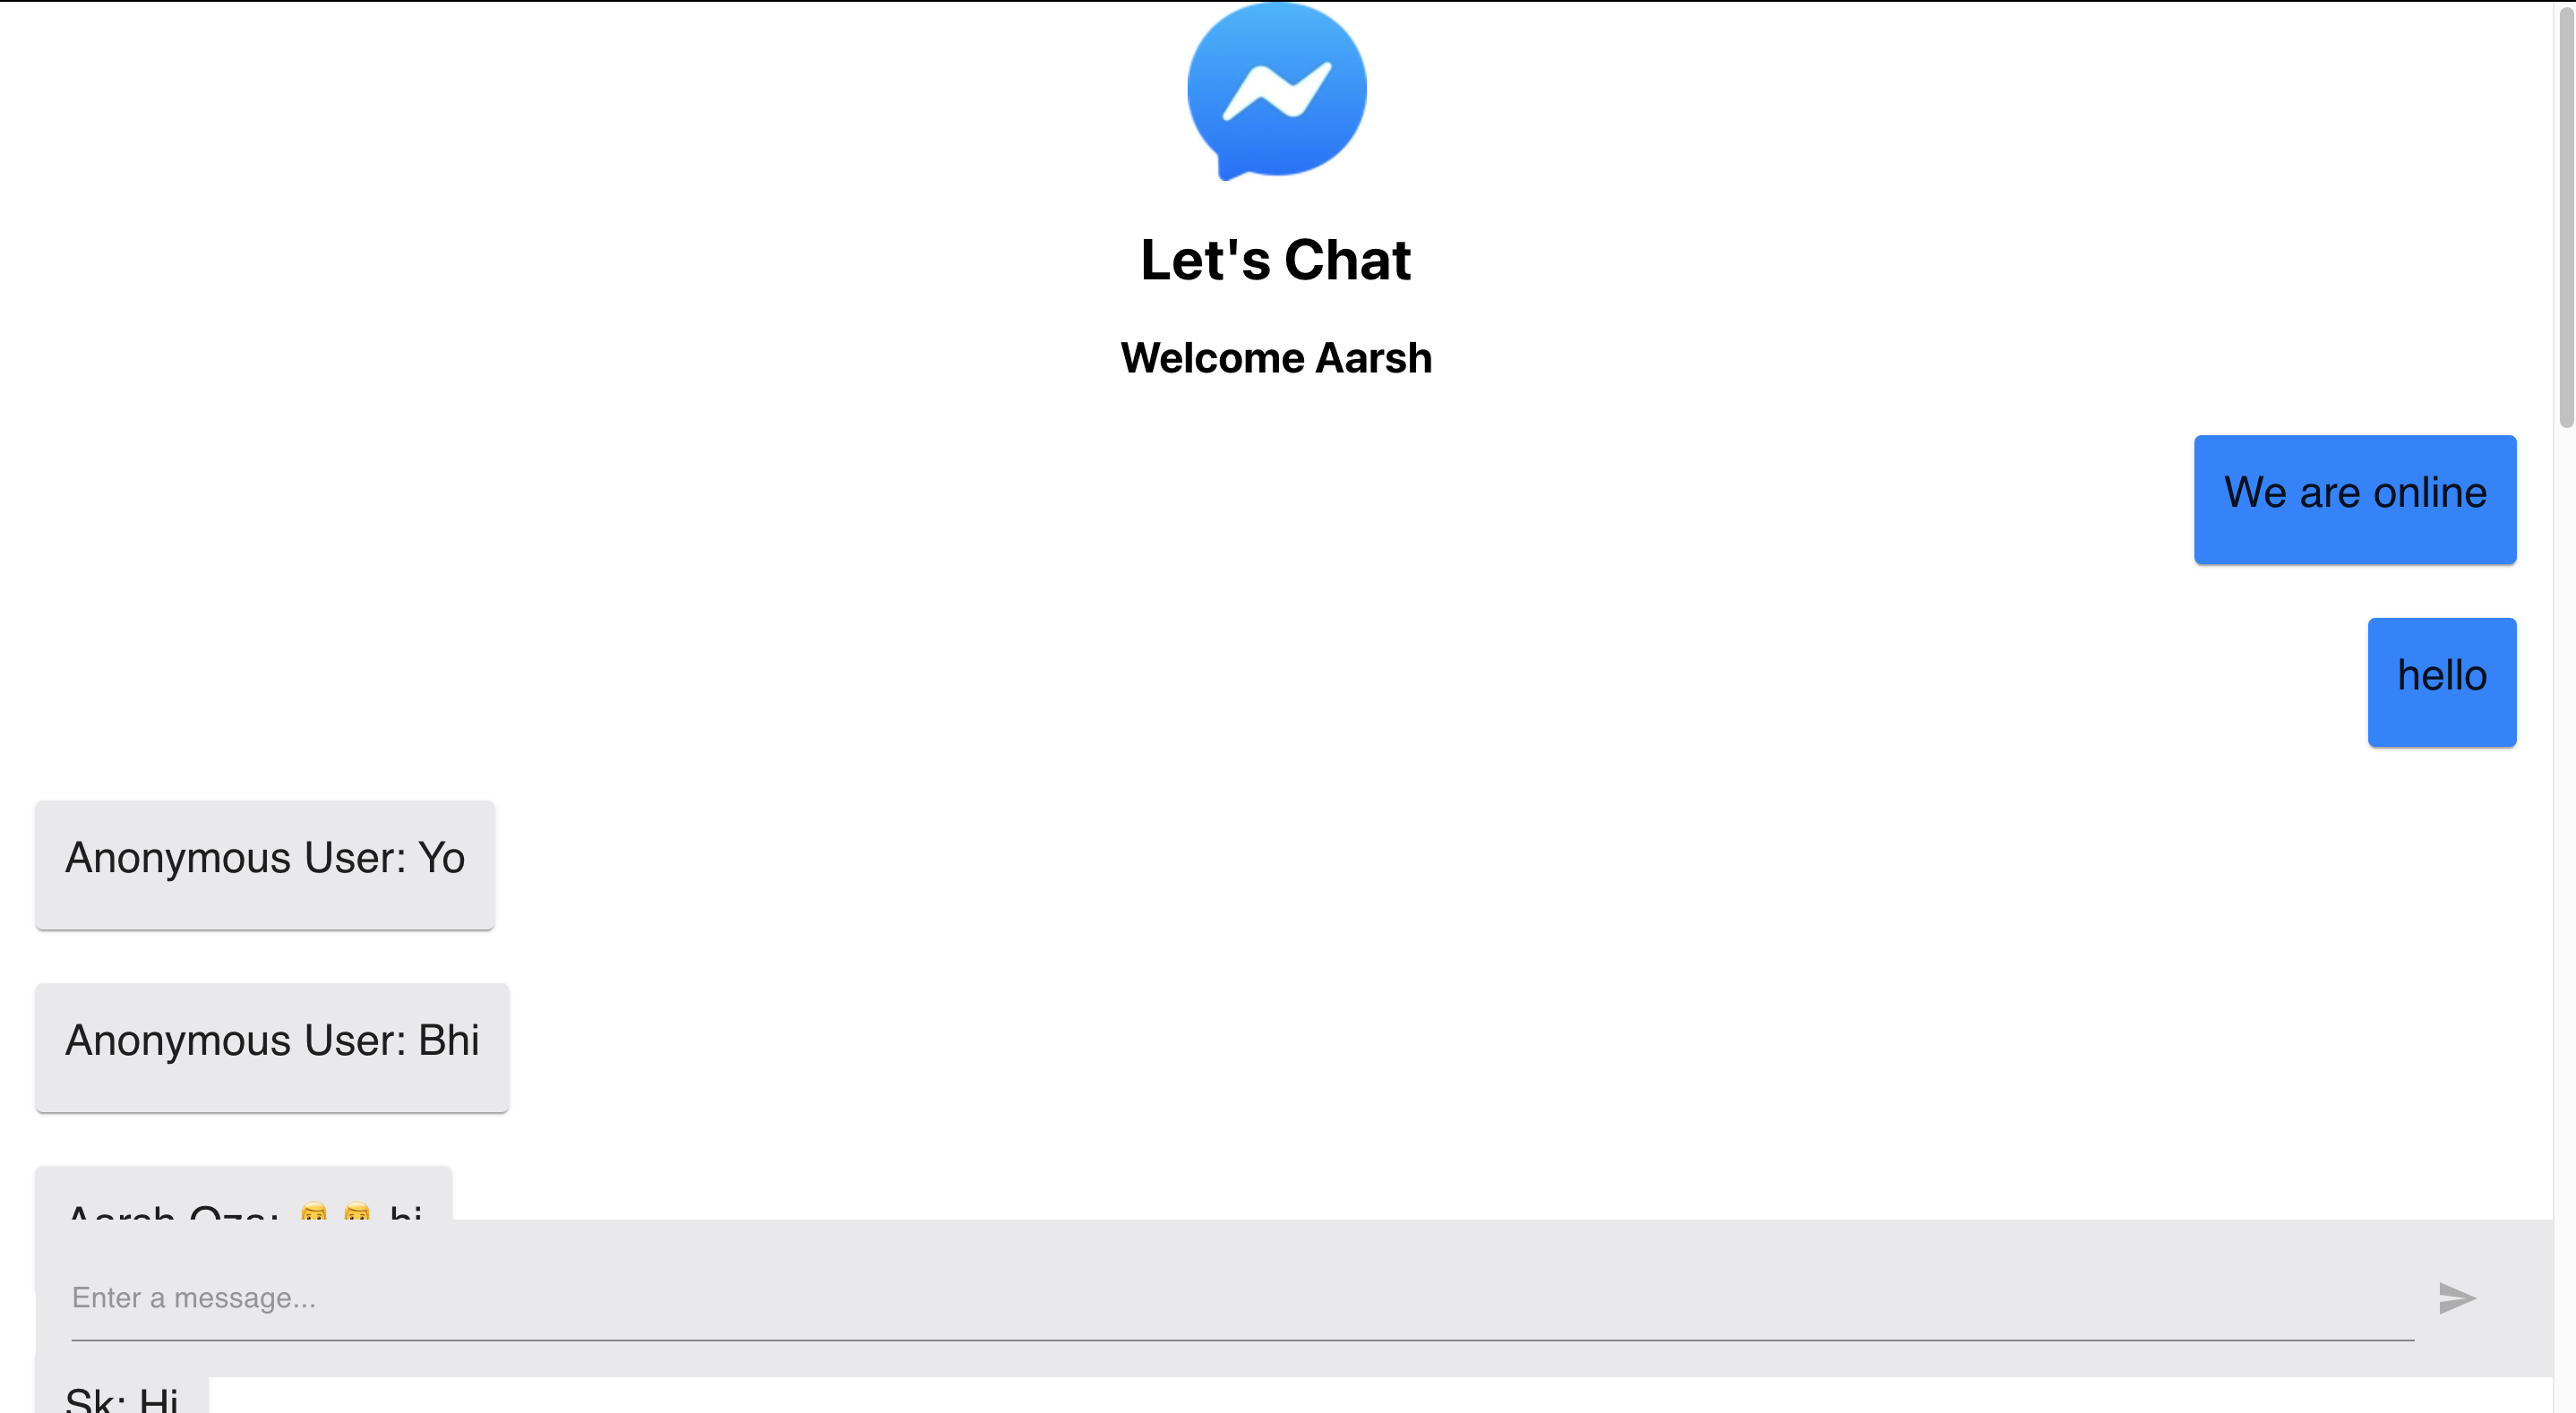 Let's Chat
Welcome Aarsh
We are online
hello
Anonymous User: Yo
Anonymous User: Bhi
Aarsh Oza: 👨‍🦳👨‍🦳 hi
Enter a message...
Sk: Hi